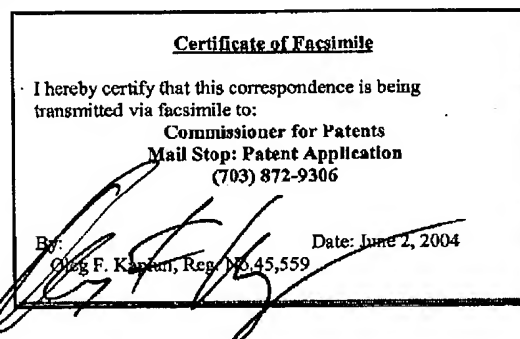 Certificate of Facsimile
I hereby certify that this correspondence is being
transmitted via facsimile to:
Commissioner for Patents
Mail Stop: Patent Application
(703) 872-9306
By: Date: June 2, 2004
Oleg F. Kaplun, Reg. No.45,559